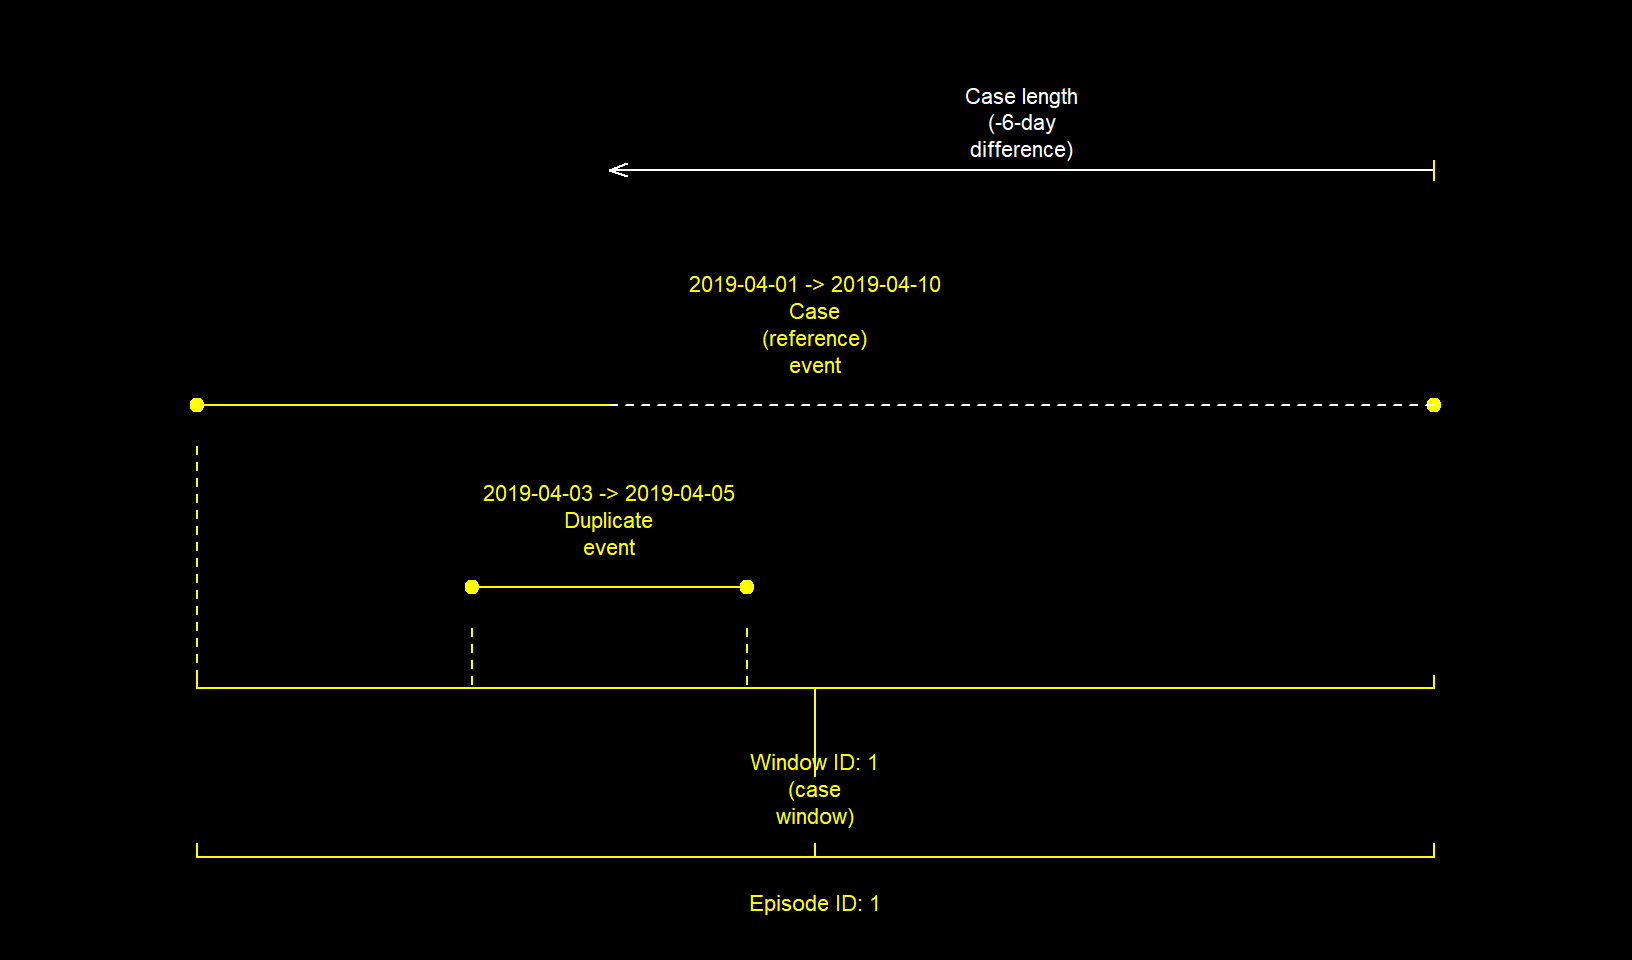 Case length
(-6-day
difference)
2019-04-01 -> 2019-04-10
Case
(reference)
event
2019-04-03 -> 2019-04-05
Duplicate
event
Window ID: 1
(case
window)
Episode ID: 1